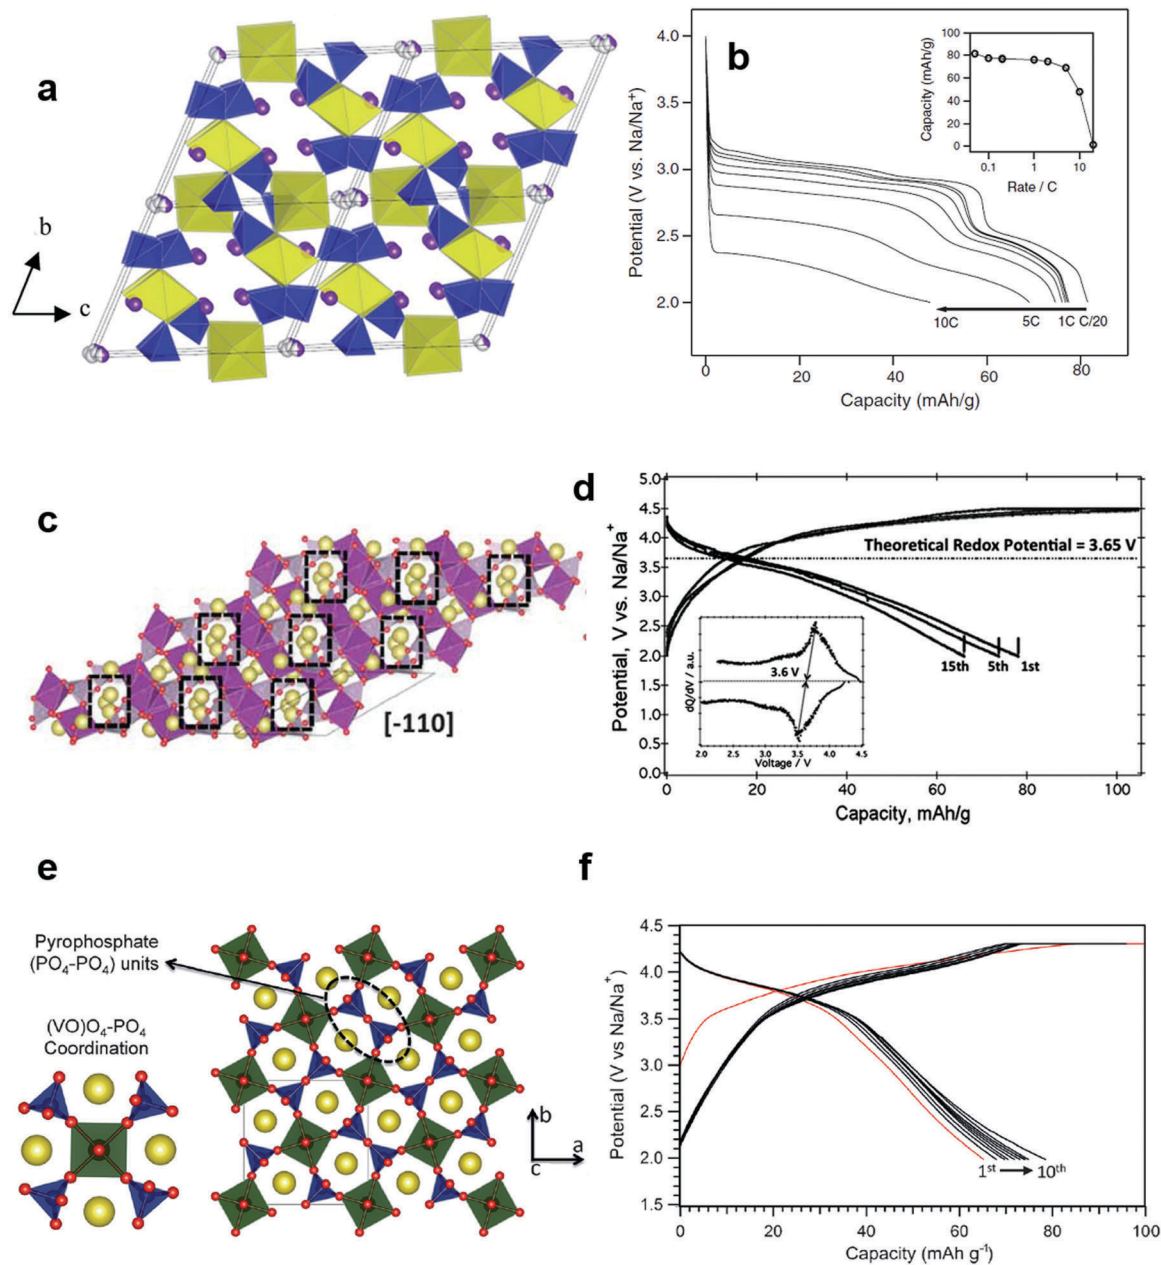 a
b
c
b
4.0
3.5
3.0
2.5
2.0
0
20
40
60
80
Potential (V vs. Na/Na⁺)
Capacity (mAh/g)
10C
5C
1C C/20
100
80
60
40
20
0
0.1
1
10
Capacity (mAh/g)
Rate / C
c
[-110]
d
5.0
4.5
4.0
3.5
3.0
2.5
2.0
1.5
1.0
0.5
0.0
0
20
40
60
80
100
Potential, V vs. Na/Na⁺
Capacity, mAh/g
Theoretical Redox Potential = 3.65 V
15th
5th
1st
3.6 V
dQ/dV / a.u.
2.0
2.5
3.0
3.5
4.0
4.5
Voltage / V
e
Pyrophosphate
(PO₄-PO₄) units
(VO)O₄-PO₄
Coordination
b
a
c
f
4.5
4.0
3.5
3.0
2.5
2.0
1.5
0
20
40
60
80
100
Potential (V vs Na/Na⁺)
Capacity (mAh g⁻¹)
1ˢᵗ
10ᵗʰ